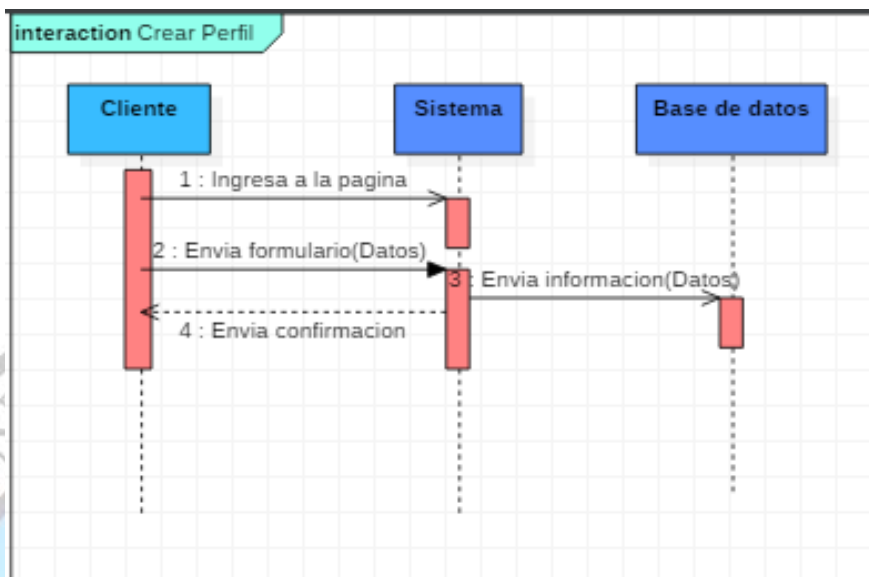 interaction Crear Perfil
Cliente
Sistema
Base de datos
1 : Ingresa a la pagina
2 : Envia formulario(Datos)
3 : Envia informacion(Datos)
4 : Envia confirmacion